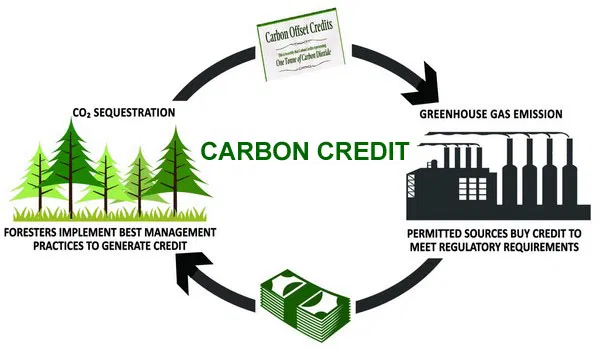 Carbon Offset Credits
One Tonne of Carbon Dioxide
CO₂ SEQUESTRATION
GREENHOUSE GAS EMISSION
CARBON CREDIT
FORESTERS IMPLEMENT BEST MANAGEMENT
PRACTICES TO GENERATE CREDIT
PERMITTED SOURCES BUY CREDIT TO
MEET REGULATORY REQUIREMENTS